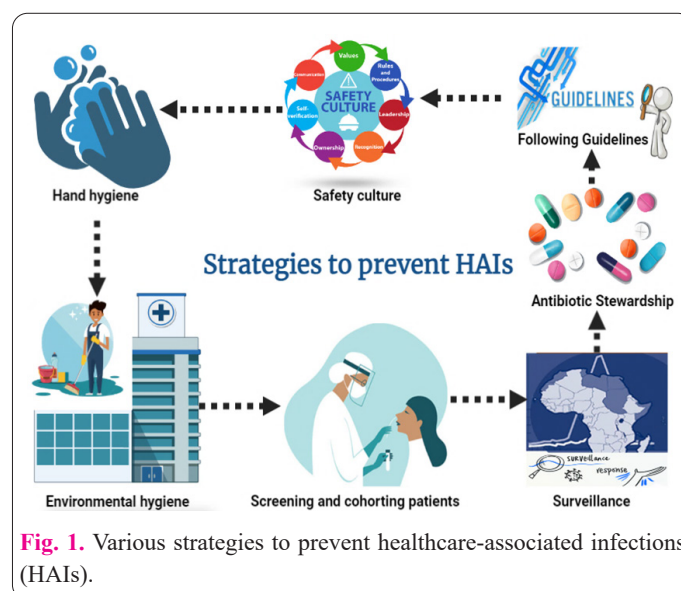 Values
Communication
Rules and
Procedures
SAFETY
CULTURE
Self-
verification
Leadership
Ownership
Recognition
GUIDELINES
Hand hygiene
Safety culture
Following Guidelines
Strategies to prevent HAIs
Antibiotic Stewardship
surveillance
response
Environmental hygiene
Screening and cohorting patients
Surveillance
Fig. 1. Various strategies to prevent healthcare-associated infections
(HAIs).